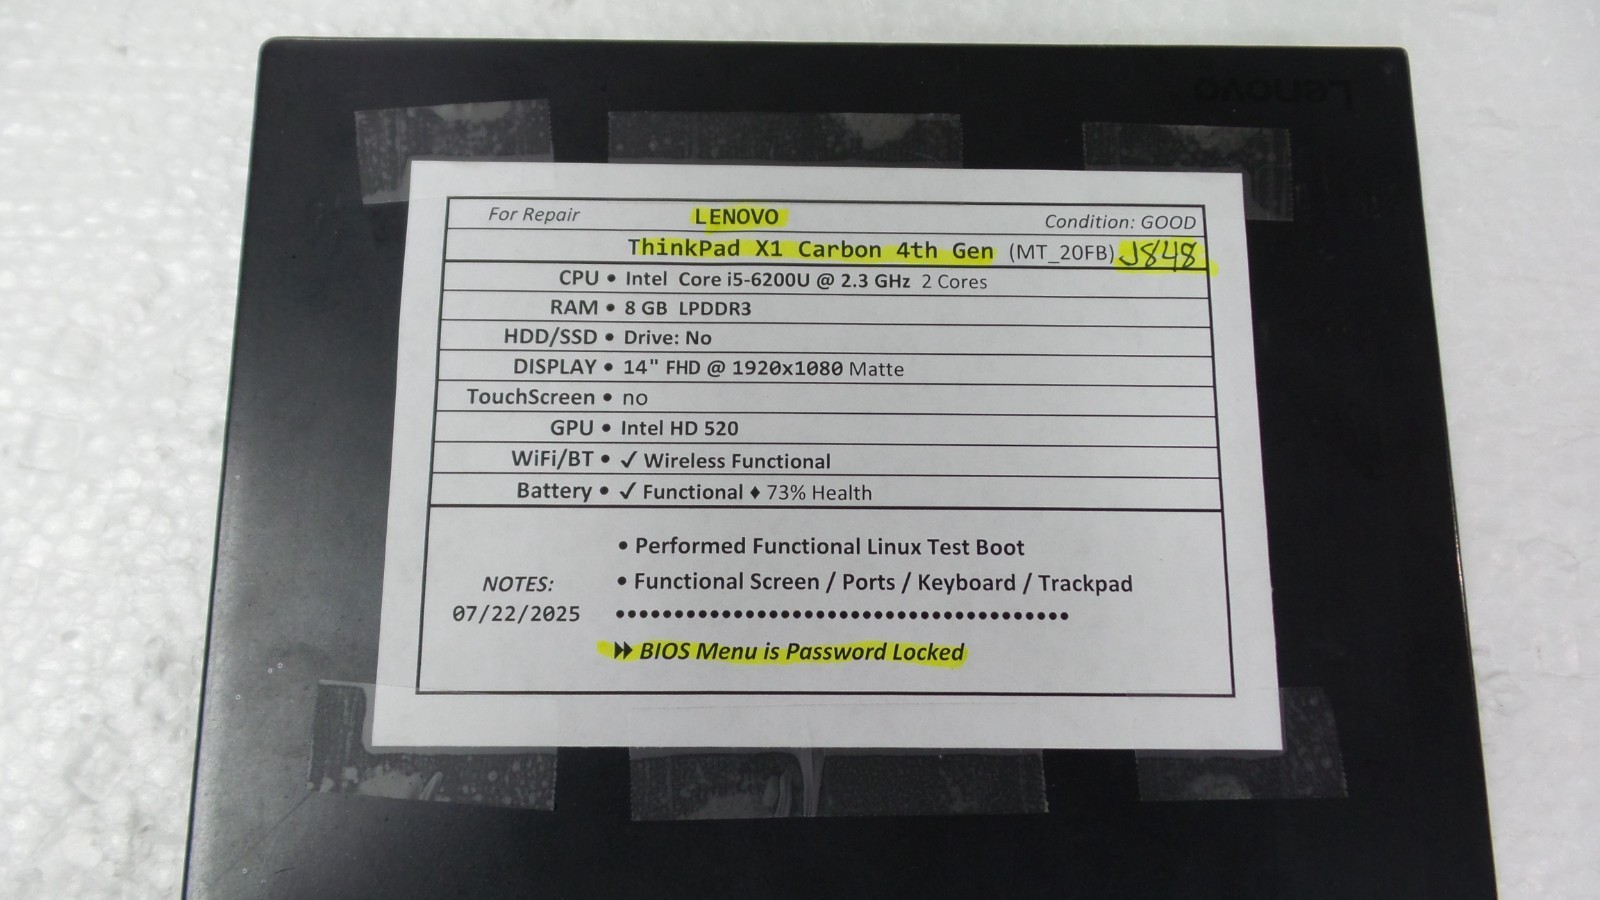 Lenovo
For Repair LENOVO Condition: GOOD
ThinkPad X1 Carbon 4th Gen (MT_20FB) J848
CPU • Intel Core i5-6200U @ 2.3 GHz 2 Cores
RAM • 8 GB LPDDR3
HDD/SSD • Drive: No
DISPLAY • 14" FHD @ 1920x1080 Matte
TouchScreen • no
GPU • Intel HD 520
WiFi/BT • ✓ Wireless Functional
Battery • ✓ Functional ♦ 73% Health
• Performed Functional Linux Test Boot
NOTES: • Functional Screen / Ports / Keyboard / Trackpad
07/22/2025 •••••••••••••••••••••••••••••••••••••••
▸▸ BIOS Menu is Password Locked